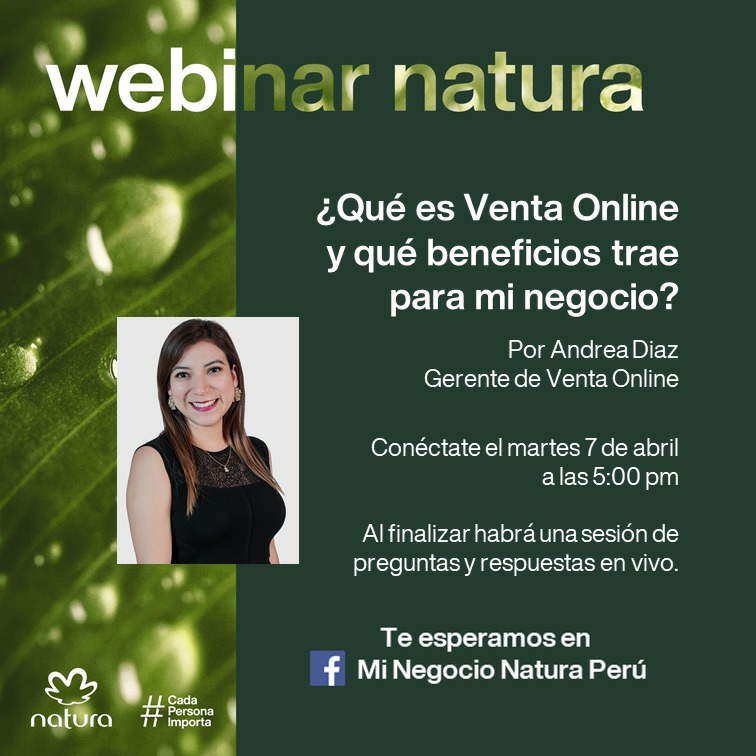 webinar natura
¿Qué es Venta Online
y qué beneficios trae
para mi negocio?
Por Andrea Diaz
Gerente de Venta Online
Conéctate el martes 7 de abril
a las 5:00 pm
Al finalizar habrá una sesión de
preguntas y respuestas en vivo.
Te esperamos en
f Mi Negocio Natura Perú
natura
#Cada
Persona
Importa